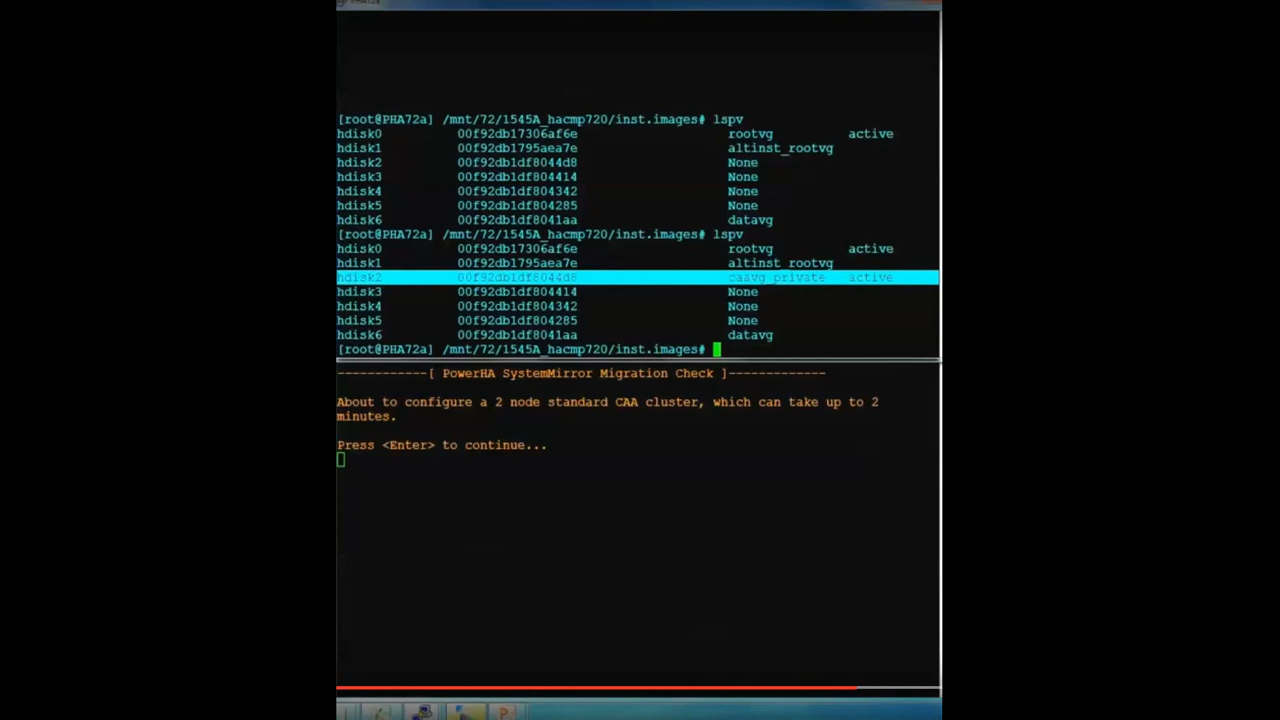 [root@PHA72a] /mnt/72/1545A_hacmp720/inst.images# lspv
hdisk0 00f92db17306af6e rootvg active
hdisk1 00f92db1795aea7e altinst_rootvg
hdisk2 00f92db1df8044d8 None
hdisk3 00f92db1df804414 None
hdisk4 00f92db1df804342 None
hdisk5 00f92db1df804285 None
hdisk6 00f92db1df8041aa datavg
[root@PHA72a] /mnt/72/1545A_hacmp720/inst.images# lspv
hdisk0 00f92db17306af6e rootvg active
hdisk1 00f92db1795aea7e altinst_rootvg
hdisk2 00f92db1df8044d8 caavg_private active
hdisk3 00f92db1df804414 None
hdisk4 00f92db1df804342 None
hdisk5 00f92db1df804285 None
hdisk6 00f92db1df8041aa datavg
[root@PHA72a] /mnt/72/1545A_hacmp720/inst.images#
------------[ PowerHA SystemMirror Migration Check ]-------------
About to configure a 2 node standard CAA cluster, which can take up to 2
minutes.
Press <Enter> to continue...